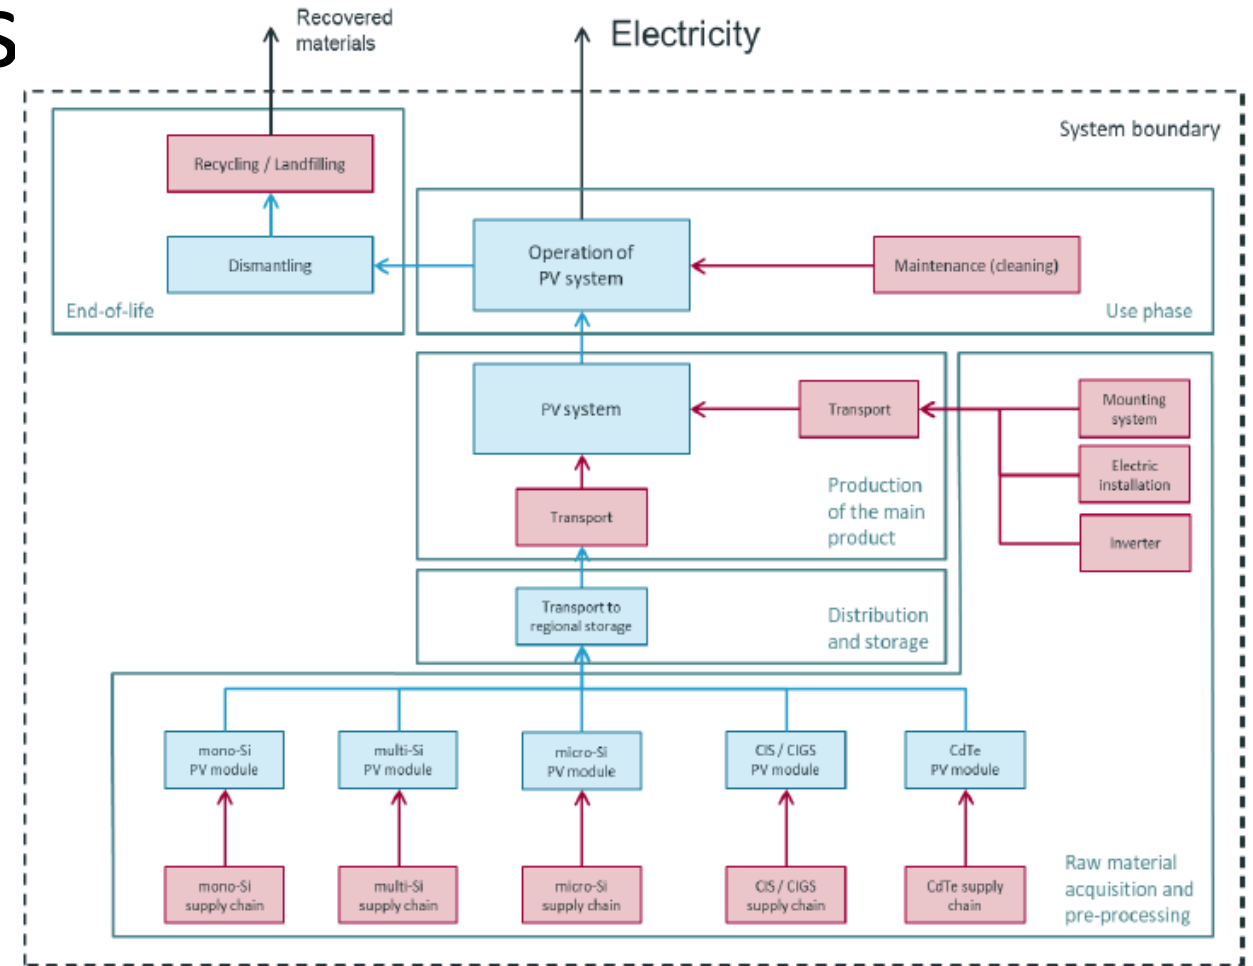 s
Recovered
materials
Electricity
System boundary
Recycling / Landfilling
Dismantling
End-of-life
Operation of
PV system
Maintenance (cleaning)
Use phase
PV system
Transport
Transport
Production
of the main
product
Mounting
system
Electric
installation
Inverter
Transport to
regional storage
Distribution
and storage
mono-Si
PV module
multi-Si
PV module
micro-Si
PV module
CIS / CIGS
PV module
CdTe
PV module
mono-Si
supply chain
multi-Si
supply chain
micro-Si
supply chain
CIS / CIGS
supply chain
CdTe supply
chain
Raw material
acquisition and
pre-processing